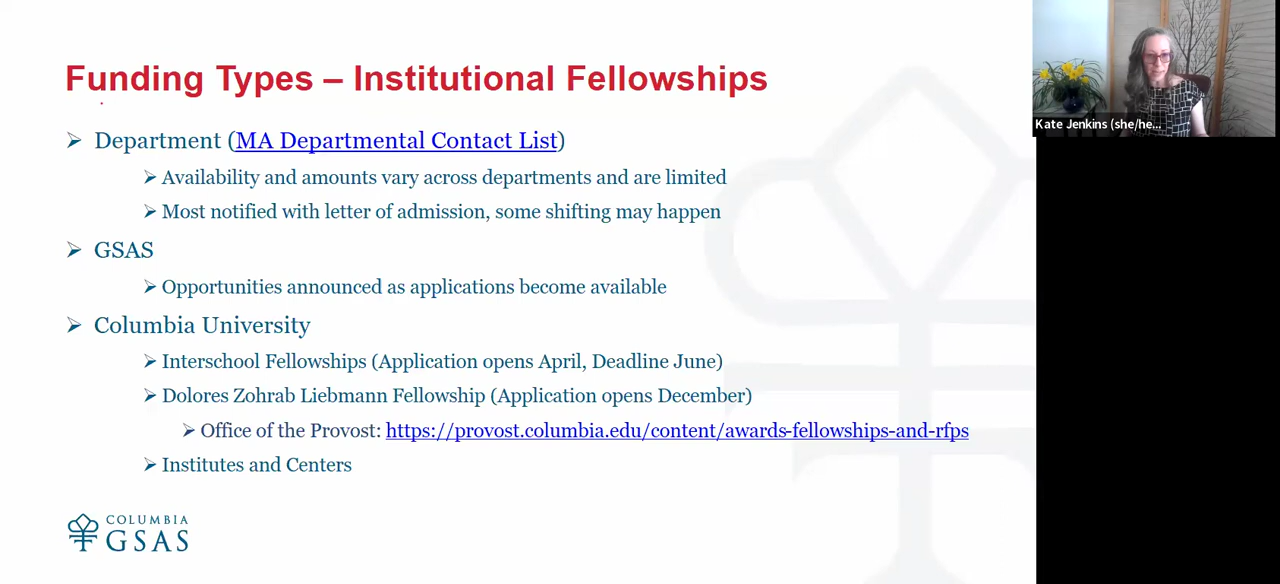 Funding Types – Institutional Fellowships
Department (MA Departmental Contact List)
Availability and amounts vary across departments and are limited
Most notified with letter of admission, some shifting may happen
GSAS
Opportunities announced as applications become available
Columbia University
Interschool Fellowships (Application opens April, Deadline June)
Dolores Zohrab Liebmann Fellowship (Application opens December)
Office of the Provost: https://provost.columbia.edu/content/awards-fellowships-and-rfps
Institutes and Centers
COLUMBIA
GSAS
Kate Jenkins (she/he...